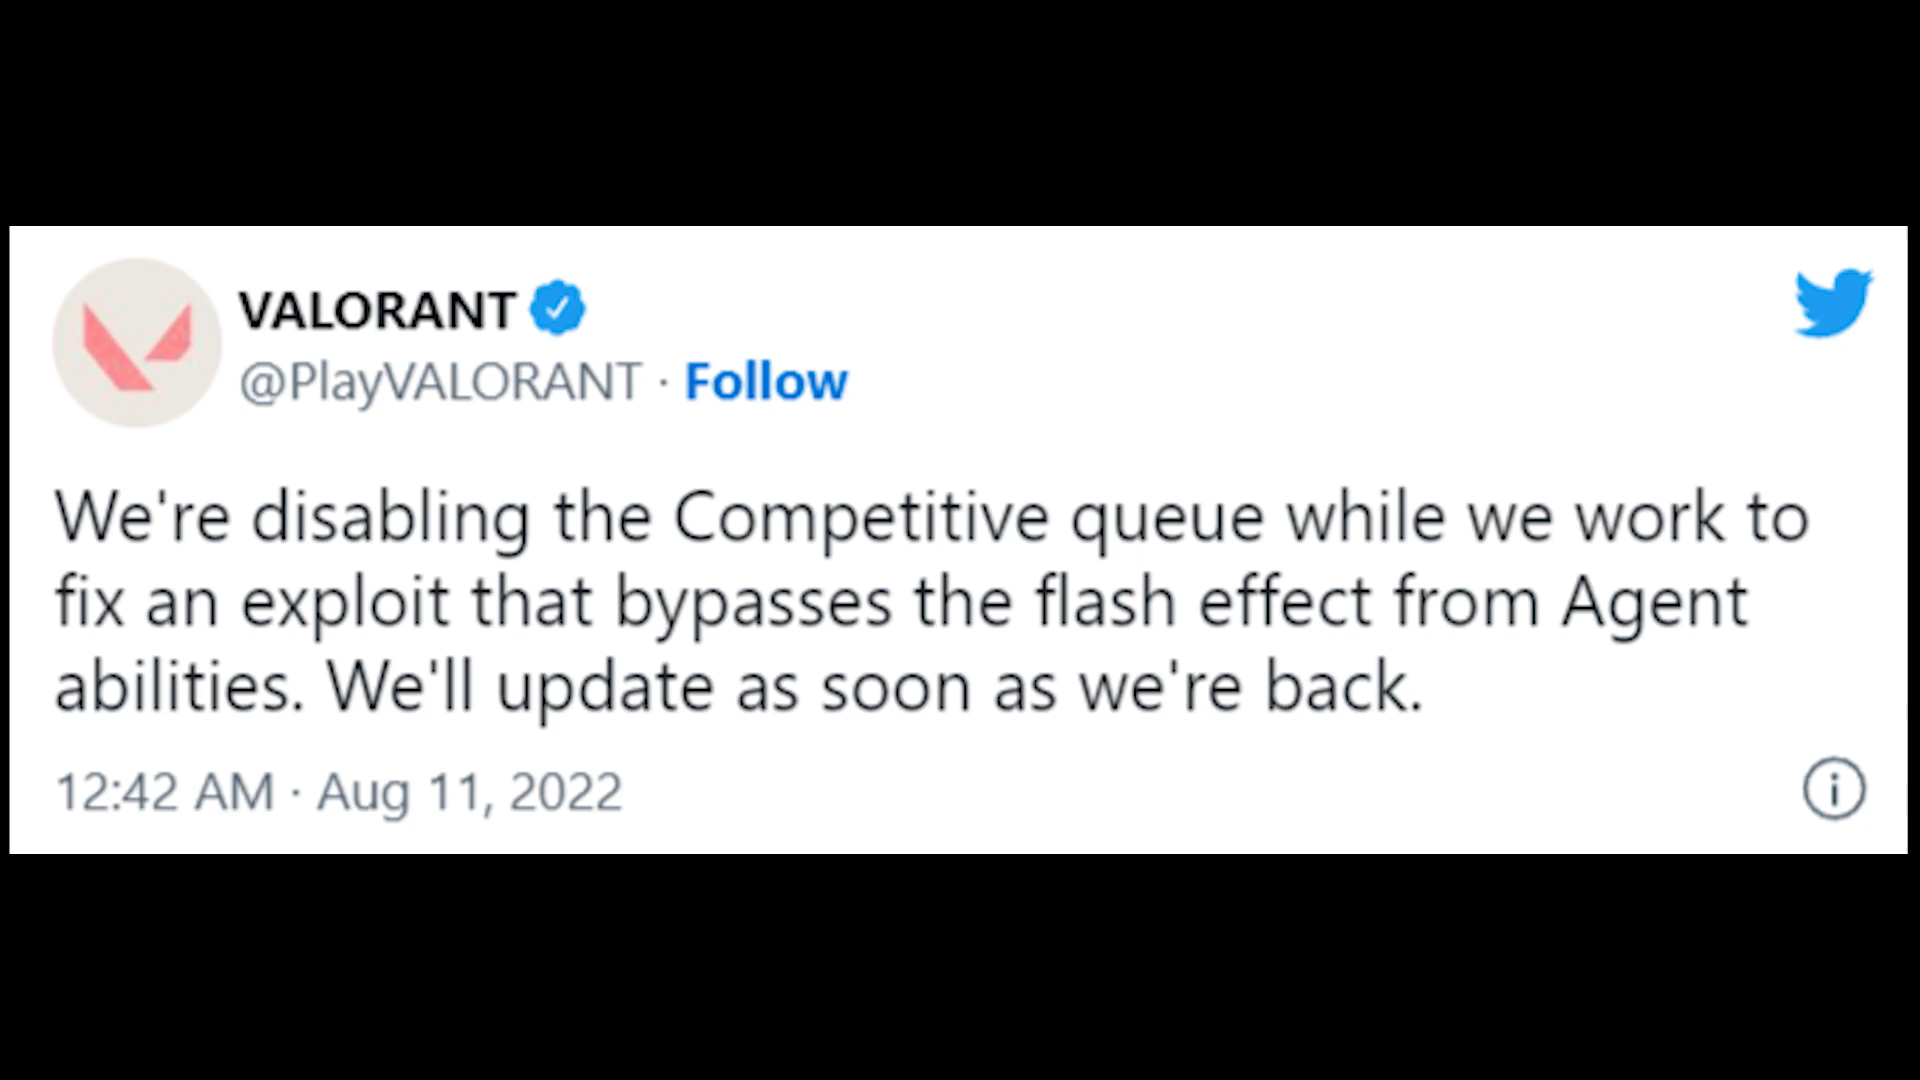 VALORANT
@PlayVALORANT · Follow
We're disabling the Competitive queue while we work to
fix an exploit that bypasses the flash effect from Agent
abilities. We'll update as soon as we're back.
12:42 AM · Aug 11, 2022